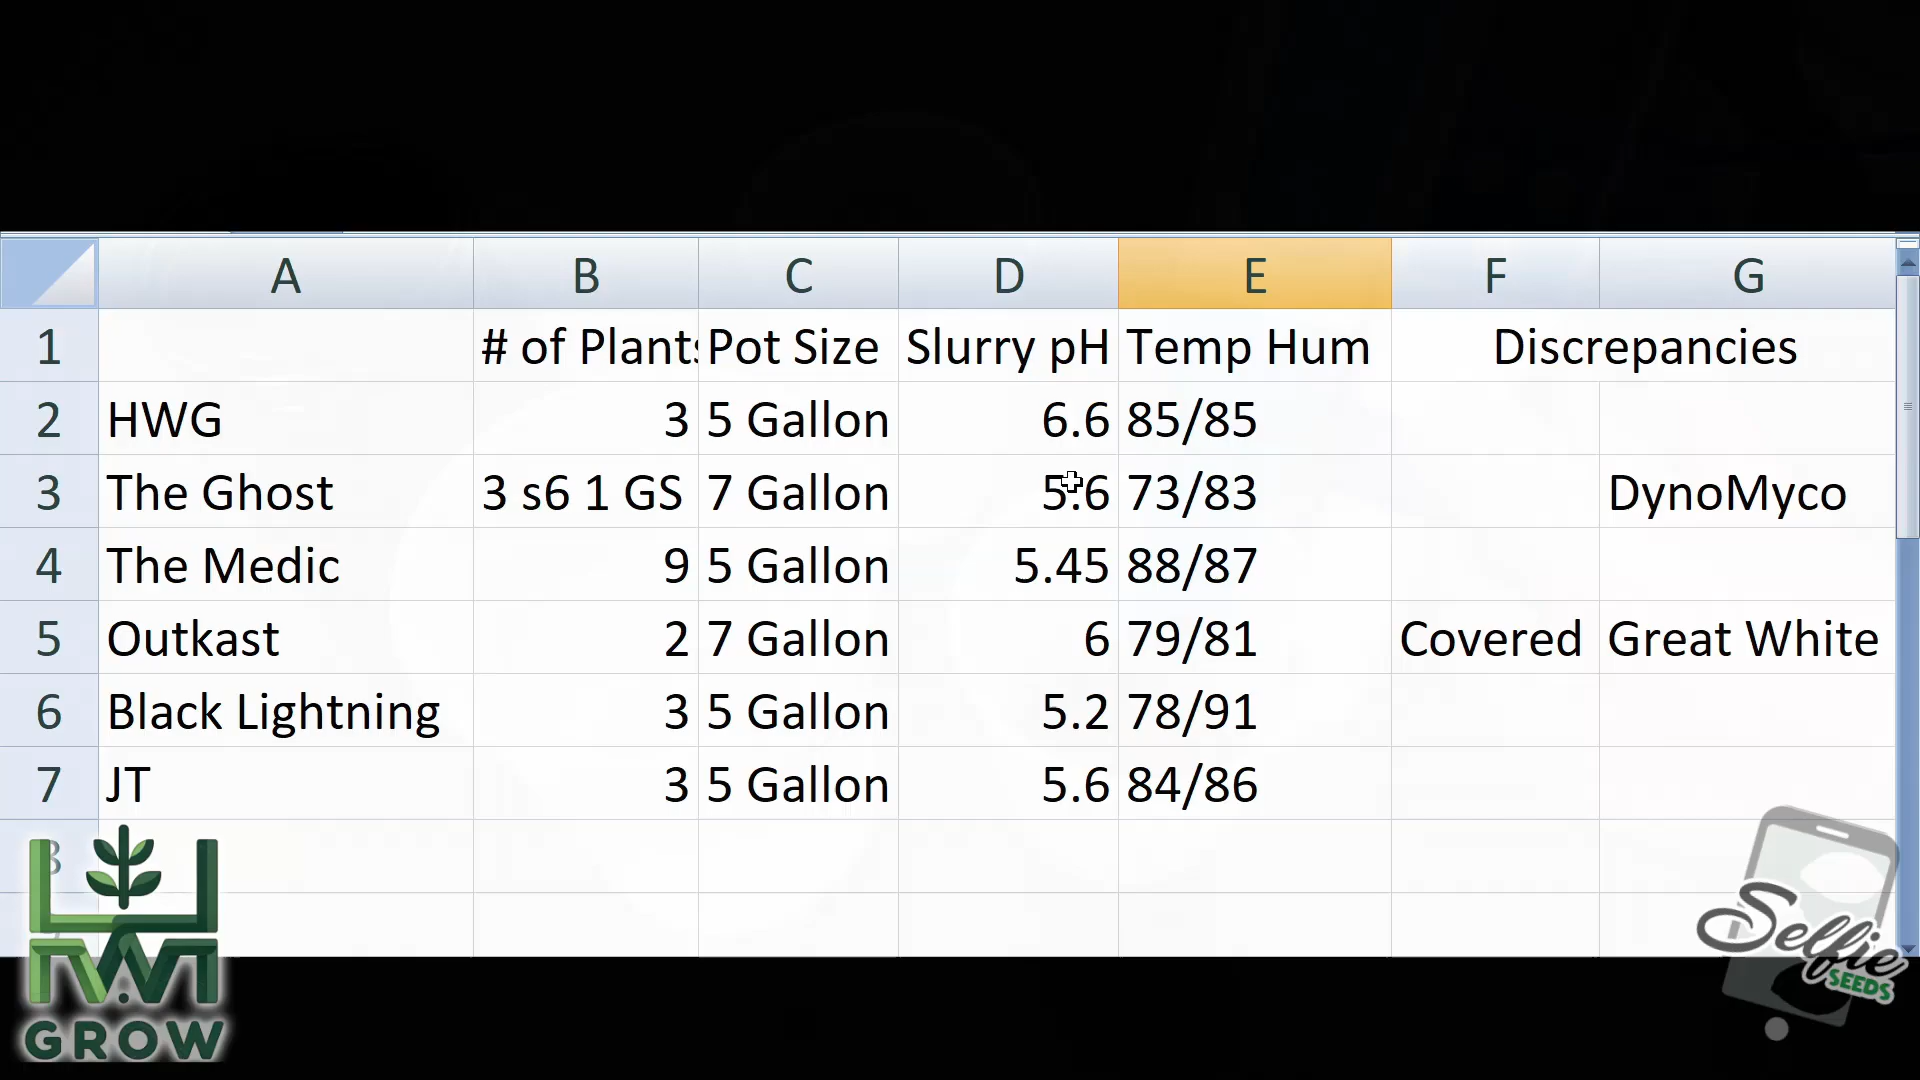 A B C D E F G
1 # of Plants Pot Size Slurry pH Temp Hum Discrepancies
2 HWG 3 5 Gallon 6.6 85/85
3 The Ghost 3 s6 1 GS 7 Gallon 5.6 73/83 DynoMyco
4 The Medic 9 5 Gallon 5.45 88/87
5 Outkast 2 7 Gallon 6 79/81 Covered Great White
6 Black Lightning 3 5 Gallon 5.2 78/91
7 JT 3 5 Gallon 5.6 84/86
8
GROW
Selfie
SEEDS